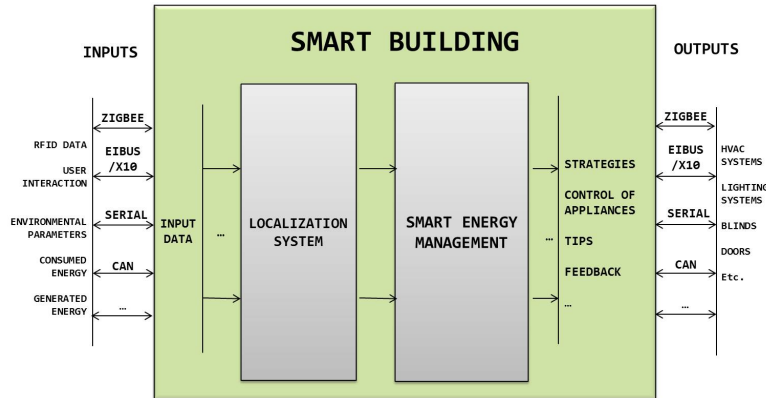 SMART BUILDING
INPUTS
OUTPUTS
ZIGBEE
RFID DATA
EIBUS
/X10
USER
INTERACTION
SERIAL
ENVIRONMENTAL
PARAMETERS
CONSUMED
ENERGY
CAN
GENERATED
ENERGY
…
INPUT
DATA
…
LOCALIZATION
SYSTEM
SMART ENERGY
MANAGEMENT
…
STRATEGIES
CONTROL OF
APPLIANCES
TIPS
FEEDBACK
…
ZIGBEE
EIBUS
/X10
SERIAL
CAN
…
HVAC
SYSTEMS
LIGHTING
SYSTEMS
BLINDS
DOORS
Etc.